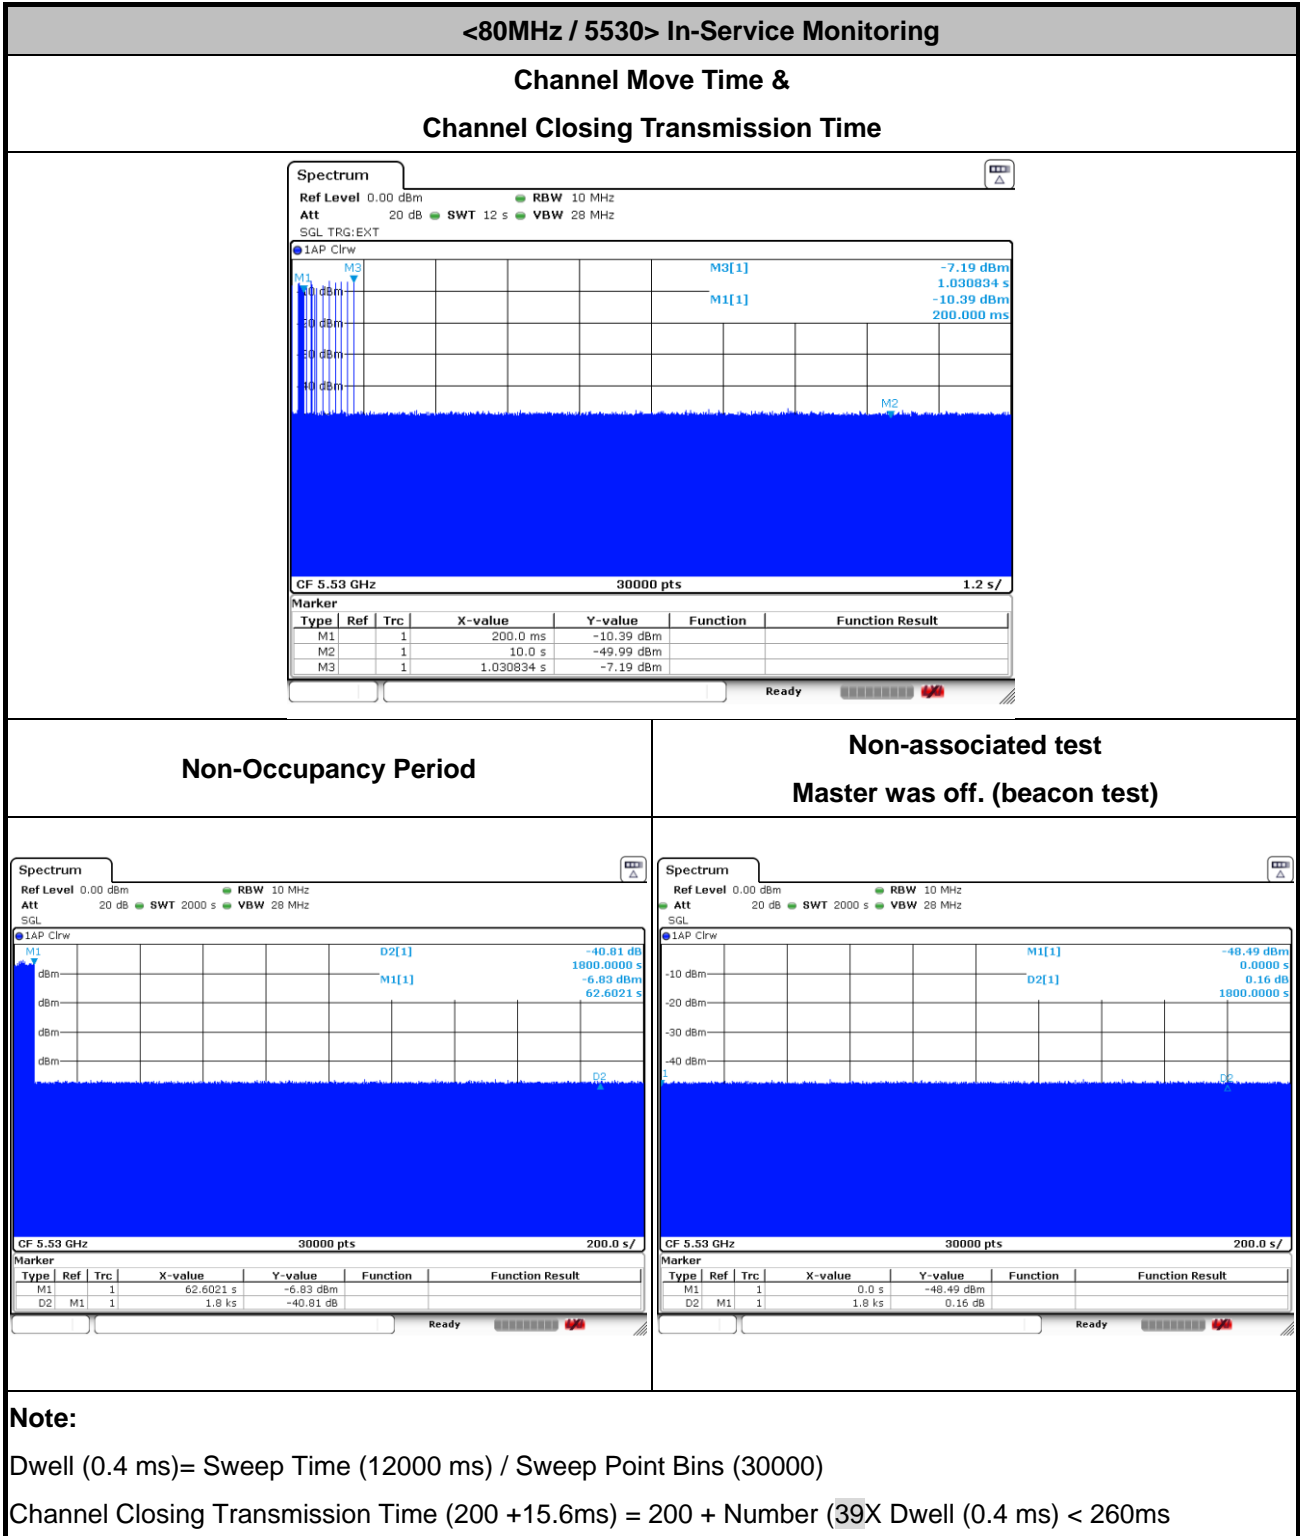 <80MHz / 5530> In-Service Monitoring
Channel Move Time &
Channel Closing Transmission Time
Spectrum
Ref Level 0.00 dBm RBW 10 MHz
Att 20 dB SWT 12 s VBW 28 MHz
SGL TRG:EXT
1AP Clrw
M1 M3 M3[1] -7.19 dBm
1.030834 s
M1[1] -10.39 dBm
200.000 ms
M2
CF 5.53 GHz 30000 pts 1.2 s/
Marker
Type Ref Trc X-value Y-value Function Function Result
M1 1 200.0 ms -10.39 dBm
M2 1 10.0 s -49.99 dBm
M3 1 1.030834 s -7.19 dBm
Ready
Non-Occupancy Period
Non-associated test
Master was off. (beacon test)
Spectrum
Ref Level 0.00 dBm RBW 10 MHz
Att 20 dB SWT 2000 s VBW 28 MHz
SGL
1AP Clrw
M1 D2[1] -40.81 dB
1800.0000 s
dBm M1[1] -6.83 dBm
62.6021 s
dBm
dBm
dBm
D2
CF 5.53 GHz 30000 pts 200.0 s/
Marker
Type Ref Trc X-value Y-value Function Function Result
M1 1 62.6021 s -6.83 dBm
D2 M1 1 1.8 ks -40.81 dB
Ready
Spectrum
Ref Level 0.00 dBm RBW 10 MHz
Att 20 dB SWT 2000 s VBW 28 MHz
SGL
1AP Clrw
M1[1] -48.49 dBm
0.0000 s
-10 dBm D2[1] 0.16 dB
1800.0000 s
-20 dBm
-30 dBm
-40 dBm
1 D2
CF 5.53 GHz 30000 pts 200.0 s/
Marker
Type Ref Trc X-value Y-value Function Function Result
M1 1 0.0 s -48.49 dBm
D2 M1 1 1.8 ks 0.16 dB
Ready
Note:
Dwell (0.4 ms)= Sweep Time (12000 ms) / Sweep Point Bins (30000)
Channel Closing Transmission Time (200 +15.6ms) = 200 + Number (39X Dwell (0.4 ms) < 260ms